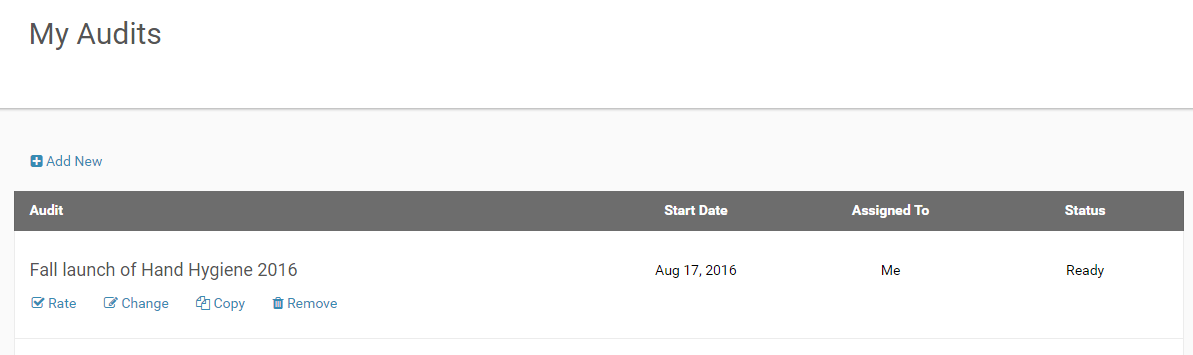 My Audits
Add New
Audit Start Date Assigned To Status
Fall launch of Hand Hygiene 2016 Aug 17, 2016 Me Ready
Rate Change Copy Remove